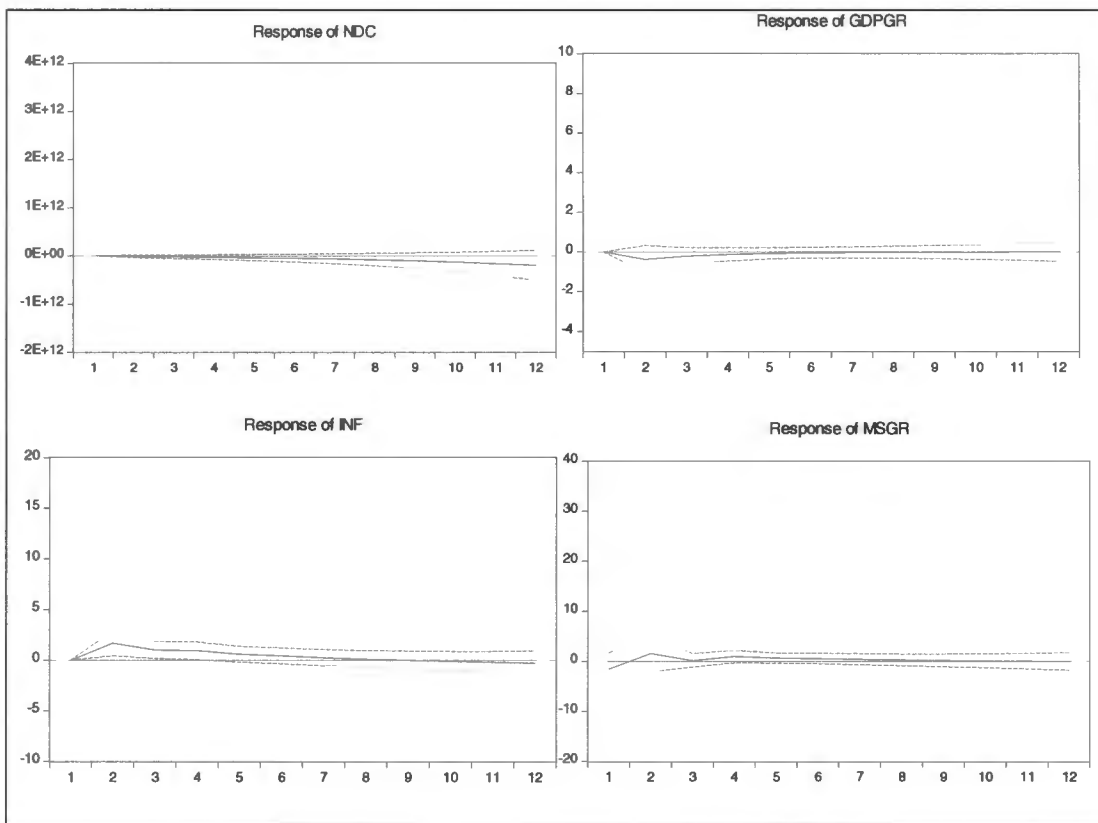 Response of NDC
4E+12
3E+12
2E+12
1E+12
0E+00
-1E+12
-2E+12
1 2 3 4 5 6 7 8 9 10 11 12
Response of GDPGR
10
8
6
4
2
0
-2
-4
1 2 3 4 5 6 7 8 9 10 11 12
Response of INF
20
15
10
5
0
-5
-10
1 2 3 4 5 6 7 8 9 10 11 12
Response of MSGR
40
30
20
10
0
-10
-20
1 2 3 4 5 6 7 8 9 10 11 12